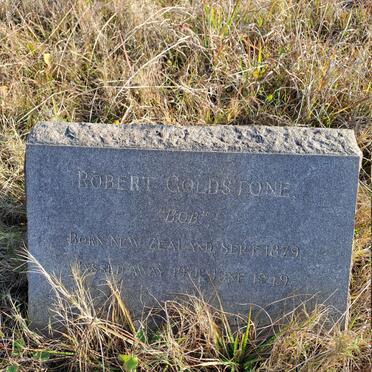 ROBERT GOLDSTONE
"BOB"
BORN NEW ZEALAND SEPT 1879
PASSED AWAY JUNE 1949